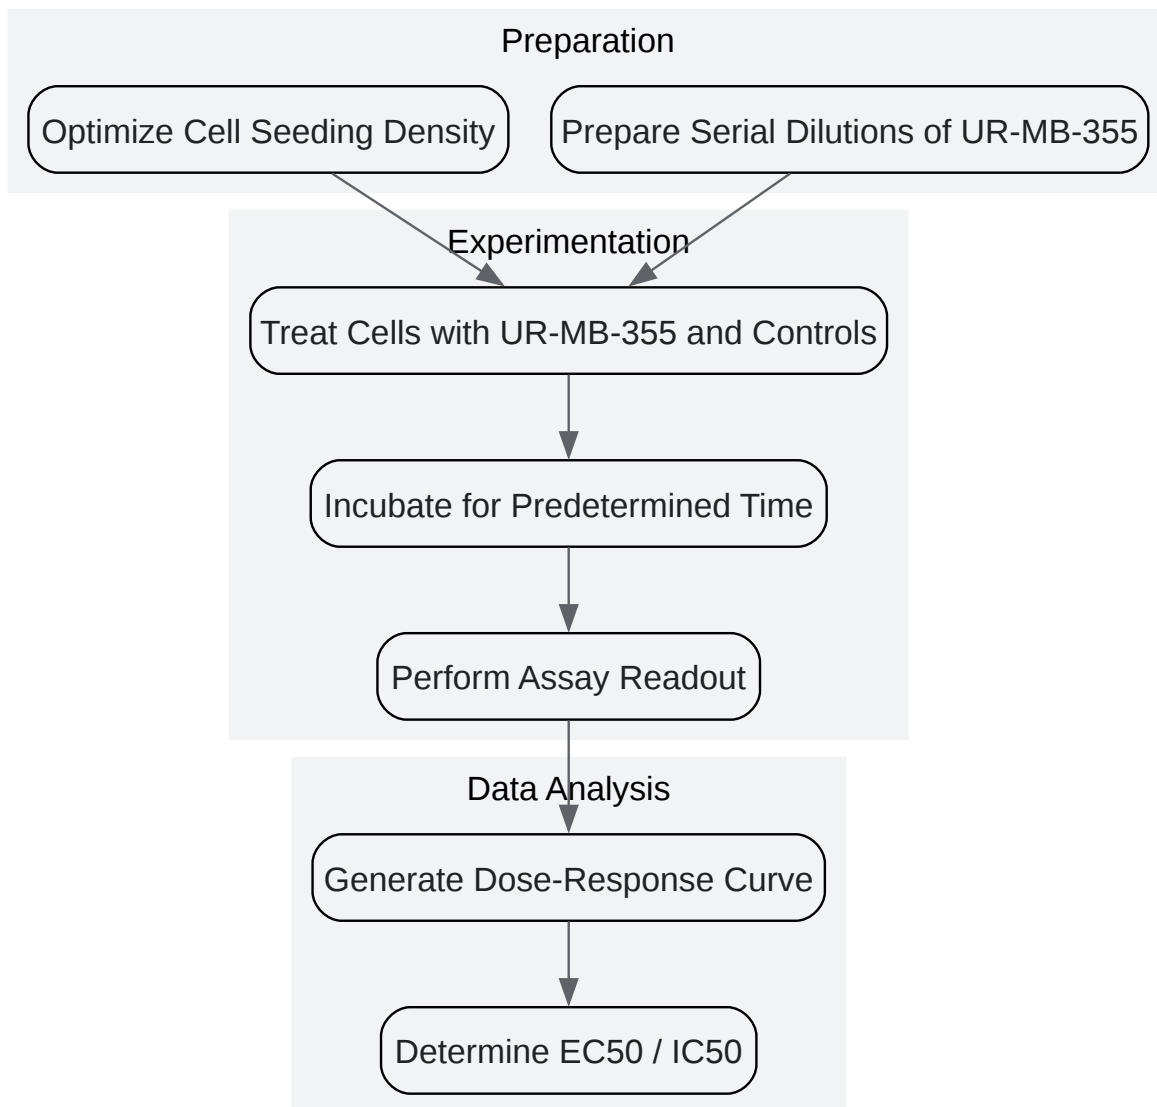 Preparation
Optimize Cell Seeding Density
Prepare Serial Dilutions of UR-MB-355
Experimentation
Treat Cells with UR-MB-355 and Controls
Incubate for Predetermined Time
Perform Assay Readout
Data Analysis
Generate Dose-Response Curve
Determine EC50 / IC50